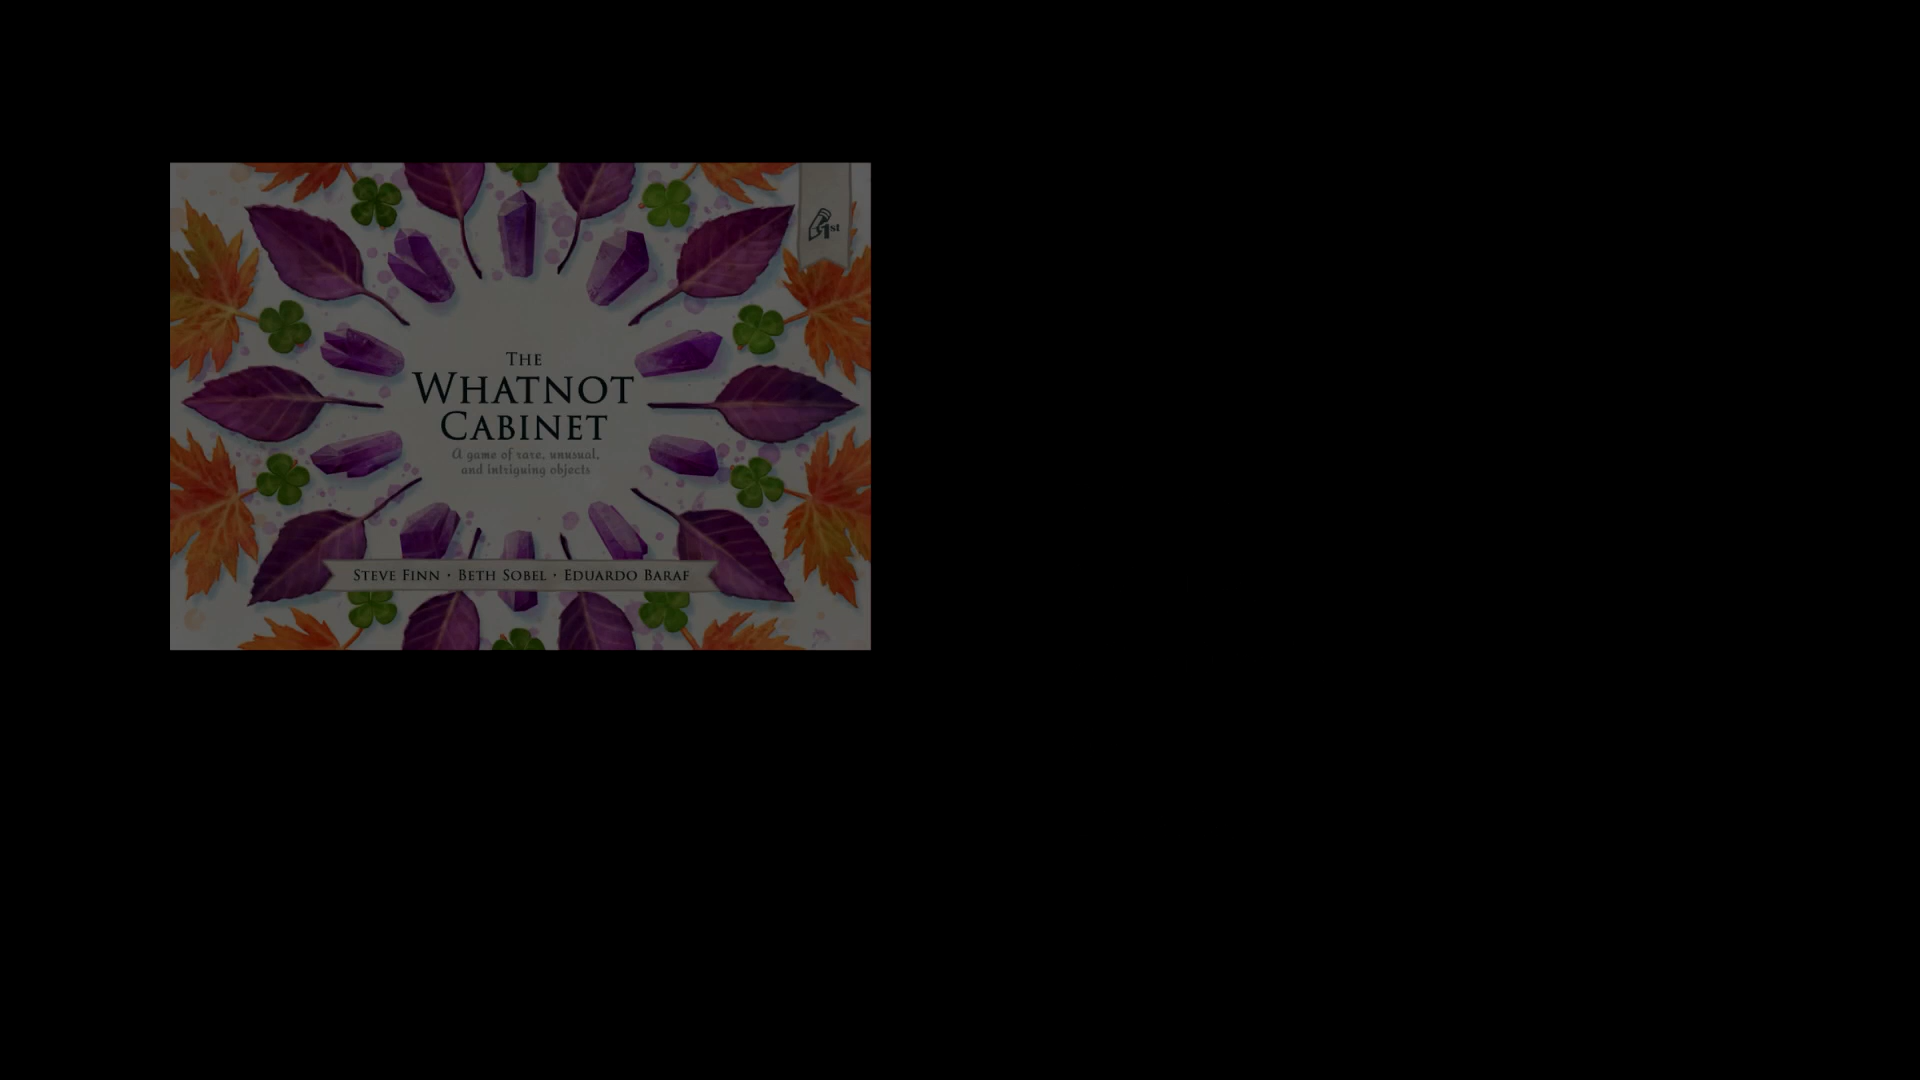 1st
THE
WHATNOT
CABINET
A game of rare, unusual,
and intriguing objects
STEVE FINN · BETH SOBEL · EDUARDO BARAF